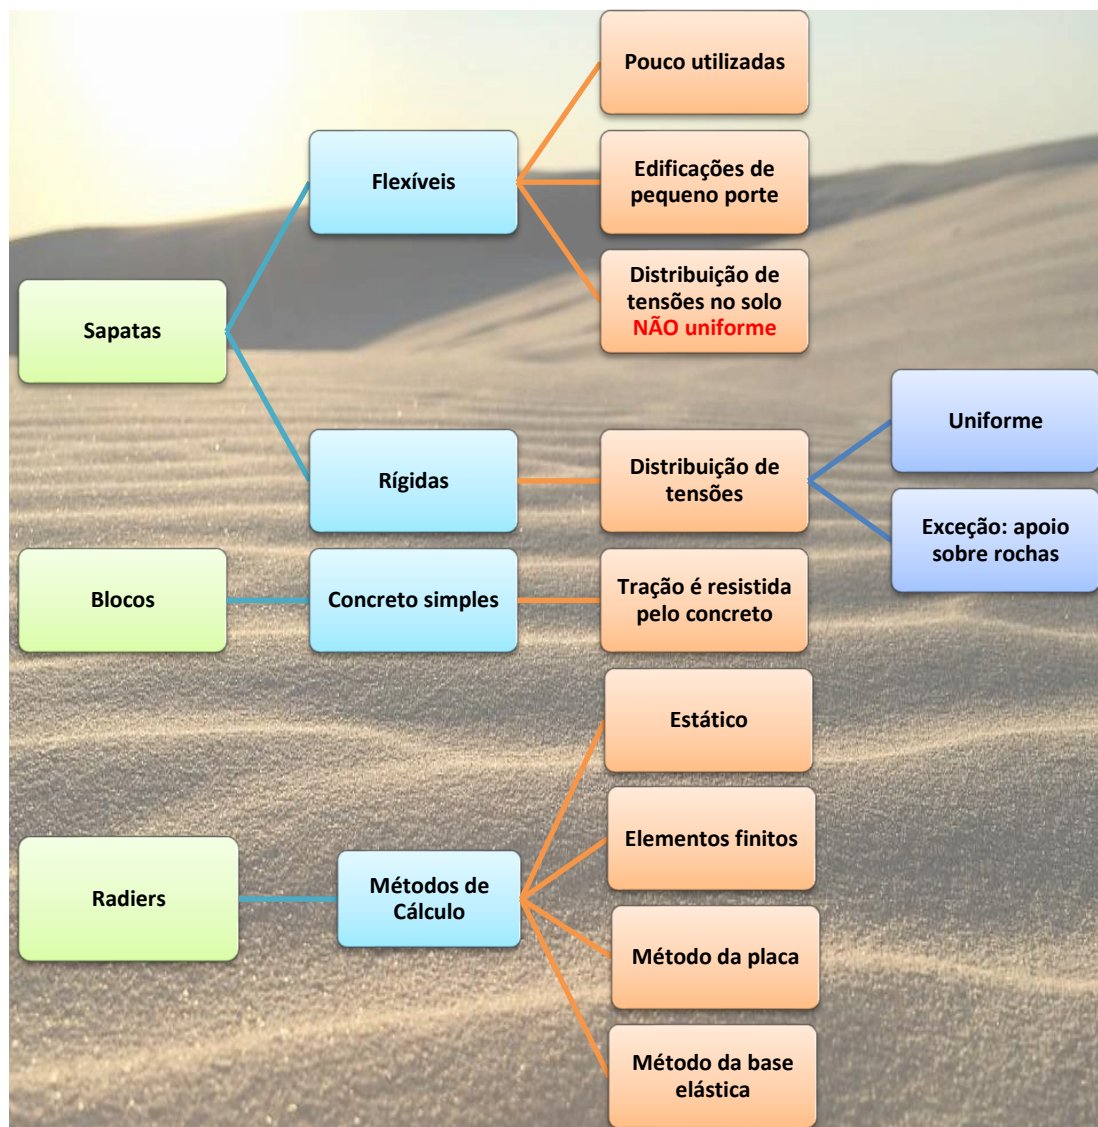 Pouco utilizadas
Flexíveis
Edificações de
pequeno porte
Distribuição de
tensões no solo
NÃO uniforme
Sapatas
Uniforme
Rígidas
Distribuição de
tensões
Exceção: apoio
sobre rochas
Blocos
Concreto simples
Tração é resistida
pelo concreto
Estático
Elementos finitos
Radiers
Métodos de
Cálculo
Método da placa
Método da base
elástica